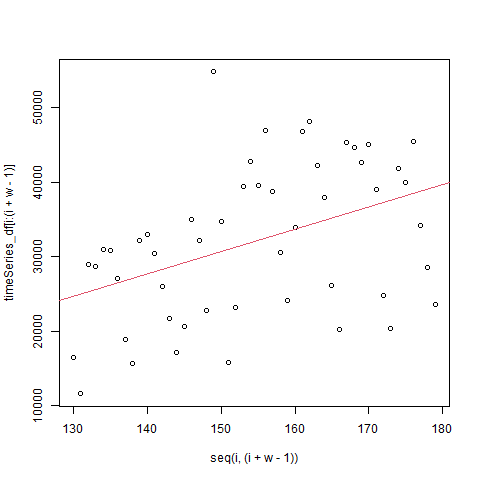 timeSeries_df[i:(i + w - 1)]
50000
40000
30000
20000
10000
130 140 150 160 170 180
seq(i, (i + w - 1))